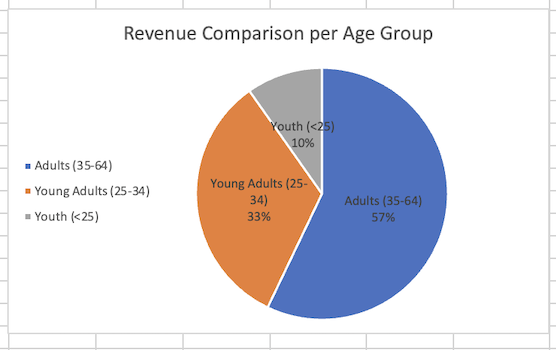 Revenue Comparison per Age Group
Adults (35-64)
Young Adults (25-34)
Youth (<25)
Youth (<25)
10%
Young Adults (25-
34)
33%
Adults (35-64)
57%